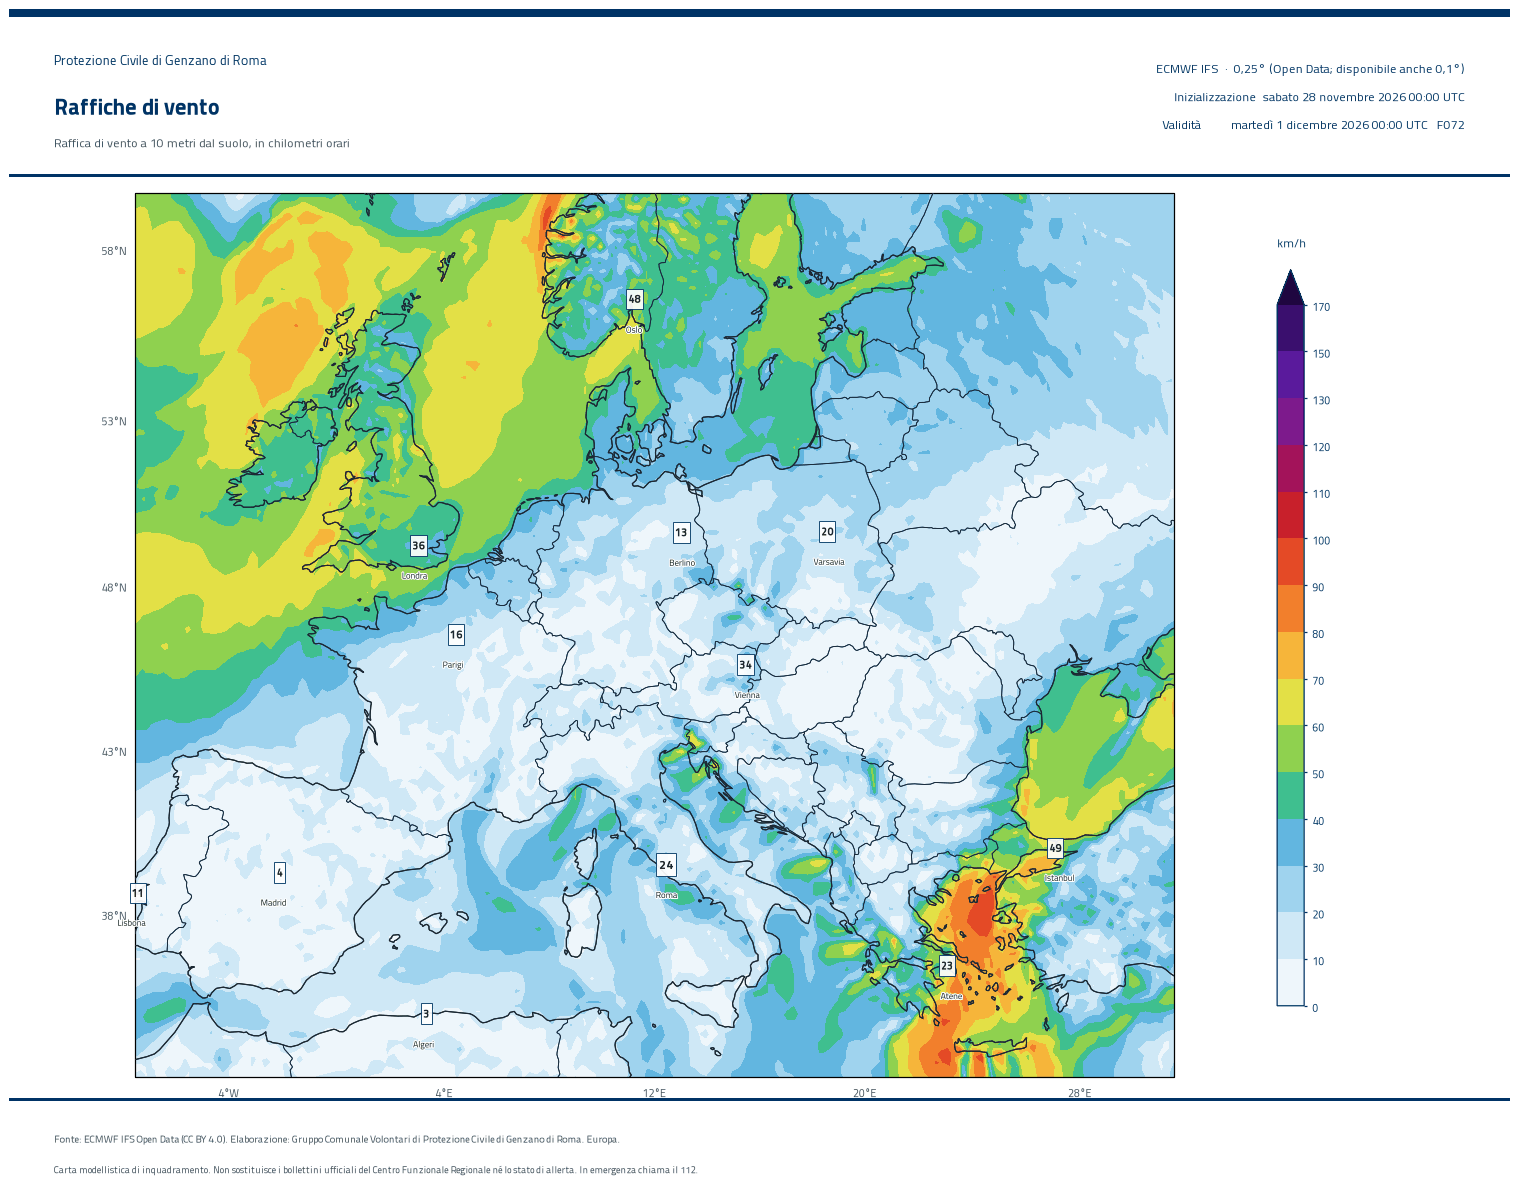 Protezione Civile di Genzano di Roma
Raffiche di vento
Raffica di vento a 10 metri dal suolo, in chilometri orari
ECMWF IFS · 0,25° (Open Data; disponibile anche 0,1°)
Inizializzazione sabato 28 novembre 2026 00:00 UTC
Validità martedì 1 dicembre 2026 00:00 UTC F072
km/h
170
150
130
120
110
100
90
80
70
60
50
40
30
20
10
0
58°N
53°N
48°N
43°N
38°N
48
Oslo
36
Londra
13
Berlino
20
Varsavia
16
Parigi
34
Vienna
4
Madrid
11
Lisbona
24
Roma
49
Istanbul
23
Atene
3
Algeri
4°W
4°E
12°E
20°E
28°E
Fonte: ECMWF IFS Open Data (CC BY 4.0). Elaborazione: Gruppo Comunale Volontari di Protezione Civile di Genzano di Roma. Europa.
Carta modellistica di inquadramento. Non sostituisce i bollettini ufficiali del Centro Funzionale Regionale né lo stato di allerta. In emergenza chiama il 112.